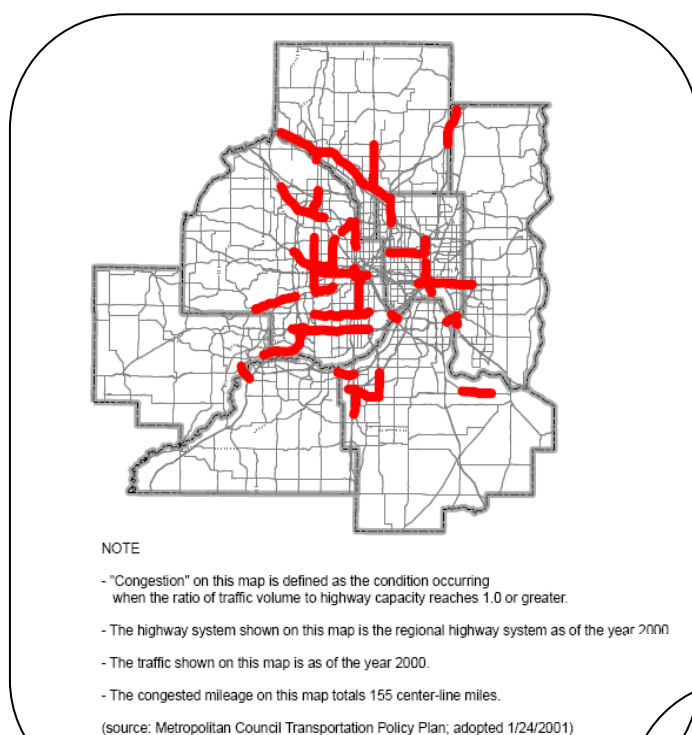 NOTE
- "Congestion" on this map is defined as the condition occurring
when the ratio of traffic volume to highway capacity reaches 1.0 or greater.
- The highway system shown on this map is the regional highway system as of the year 2000
- The traffic shown on this map is as of the year 2000.
- The congested mileage on this map totals 155 center-line miles.
(source: Metropolitan Council Transportation Policy Plan; adopted 1/24/2001)